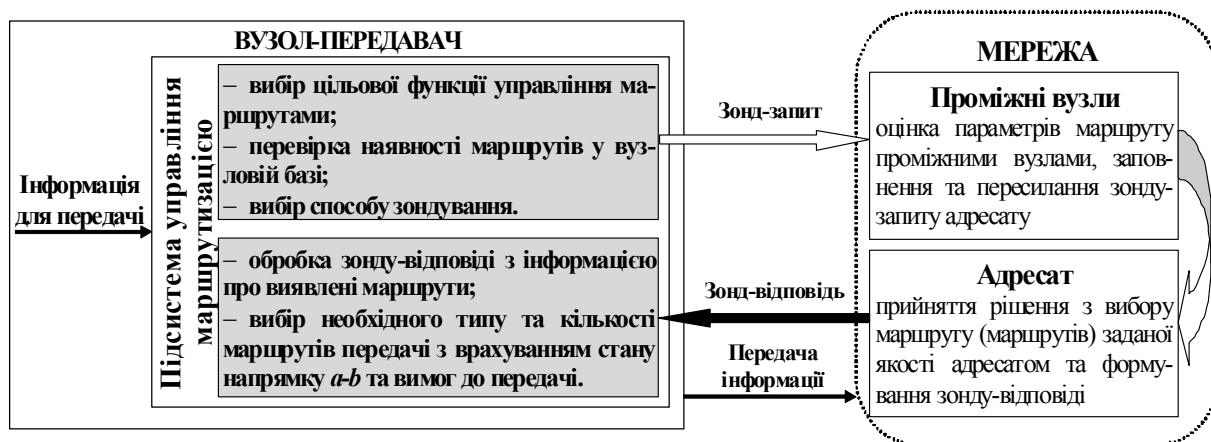 ВУЗОЛ-ПЕРЕДАВАЧ
Інформація
для передачі
Підсистема управління
маршрутизацією
– вибір цільової функції управління ма-
ршрутами;
– перевірка наявності маршрутів у вуз-
ловій базі;
– вибір способу зондування.
– обробка зонду-відповіді з інформацією
про виявлені маршрути;
– вибір необхідного типу та кількості
маршрутів передачі з врахуванням стану
напрямку a-b та вимог до передачі.
Зонд-запит
Зонд-відповідь
Передача
інформації
МЕРЕЖА
Проміжні вузли
оцінка параметрів маршруту
проміжними вузлами, запов-
нення та пересилання зонду-
запиту адресату
Адресат
прийняття рішення з вибору
маршруту (маршрутів) заданої
якості адресатом та форму-
вання зонду-відповіді